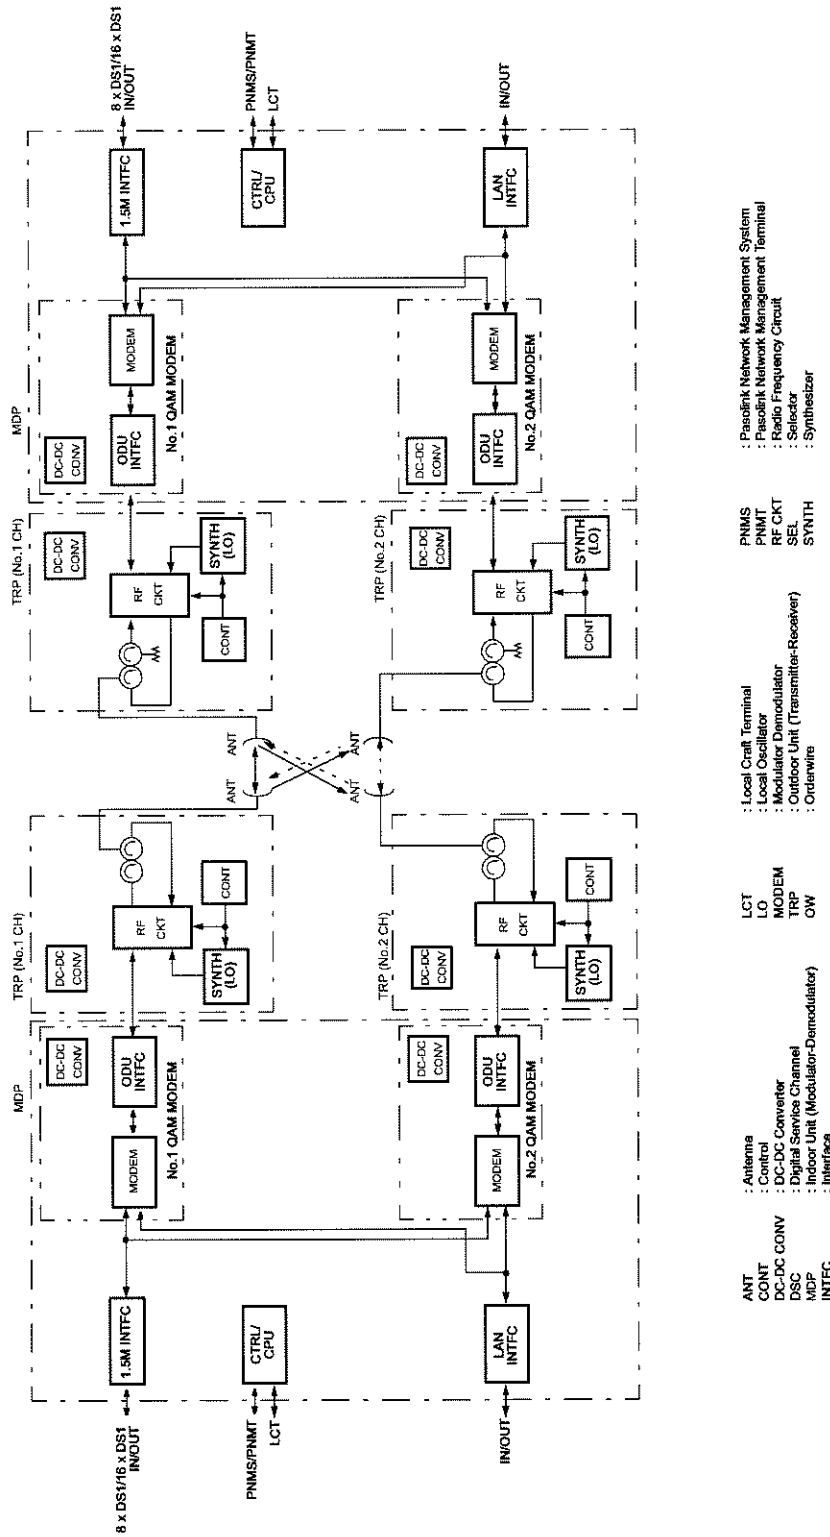 8 x DS1/16 x DS1
IN/OUT
PNMS/PNMT
LCT
IN/OUT
MDP
1.5M INTFC
CTRL/
CPU
LAN
INTFC
MODEM
ODU
INTFC
DC-DC
CONV
No.1 QAM MODEM
MODEM
ODU
INTFC
DC-DC
CONV
No.2 QAM MODEM
TRP (No.1 CH)
DC-DC
CONV
RF
CKT
SYNTH
(LO)
CONT
TRP (No.2 CH)
DC-DC
CONV
RF
CKT
SYNTH
(LO)
CONT
ANT
ANT
ANT
ANT
TRP (No.1 CH)
DC-DC
CONV
RF
CKT
SYNTH
(LO)
CONT
TRP (No.2 CH)
DC-DC
CONV
RF
CKT
SYNTH
(LO)
CONT
MDP
DC-DC
CONV
ODU
INTFC
MODEM
No.1 QAM MODEM
DC-DC
CONV
ODU
INTFC
MODEM
No.2 QAM MODEM
1.5M INTFC
CTRL/
CPU
LAN
INTFC
8 x DS1/16 x DS1
IN/OUT
PNMS/PNMT
LCT
IN/OUT
ANT : Antenna
CONT : Control
DC-DC CONV : DC-DC Converter
DSC : Digital Service Channel
MDP : Indoor Unit (Modulator-Demodulator)
INTFC : Interface
LCT : Local Craft Terminal
LO : Local Oscillator
MODEM : Modulator Demodulator
TRP : Outdoor Unit (Transmitter-Receiver)
OW : Orderwire
PNMS : Pasolink Network Management System
PNMT : Pasolink Network Management Terminal
RF CKT : Radio Frequency Circuit
SEL : Selector
SYNTH : Synthesizer